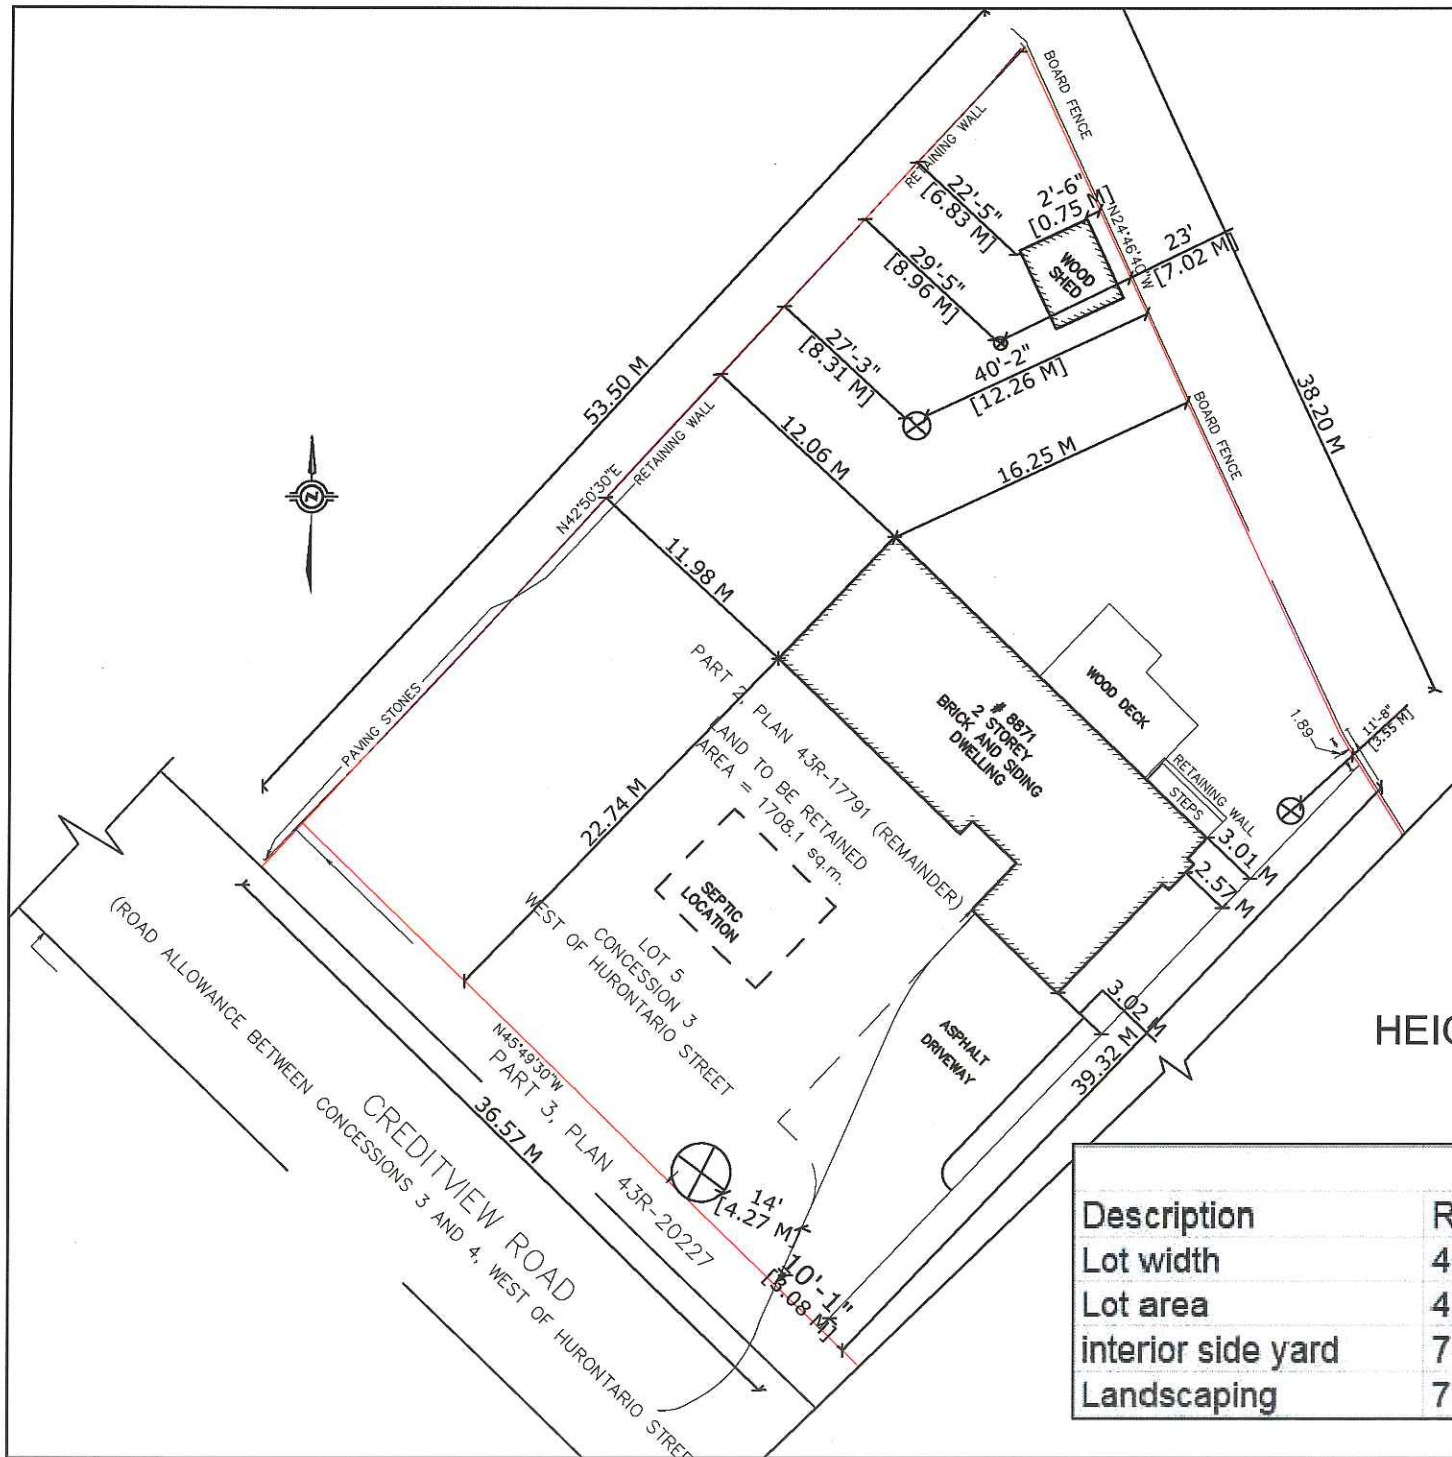 BOARD FENCE
RETAINING WALL
22'-5"
[6.83 M]
2'-6"
[0.75 M]
N24°46'40"W
23'
[7.02 M]
WOOD
SHED
29'-5"
[8.96 M]
27'-3"
[8.31 M]
40'-2"
[12.26 M]
53.50 M
38.20 M
BOARD FENCE
RETAINING WALL
12.06 M
16.25 M
N42°50'30"E
N
11.98 M
PAVING STONES
PART 2, PLAN 43R-17791 (REMAINDER)
LAND TO BE RETAINED
AREA = 1708.1 sq.m.
# 8871
2 STOREY
BRICK AND SIDING
DWELLING
WOOD DECK
1.89
11'-8"
[3.55 M]
RETAINING WALL
STEPS
3.01 M
2.57 M
22.74 M
SEPTIC
LOCATION
LOT 5
CONCESSION 3
WEST OF HURONTARIO STREET
ASPHALT
DRIVEWAY
3.02 M
39.32 M
HEIG
N45°49'30"W
PART 3, PLAN 43R-20227
36.57 M
CREDITVIEW ROAD
(ROAD ALLOWANCE BETWEEN CONCESSIONS 3 AND 4, WEST OF HURONTARIO STREE
14'
[4.27 M]
10'-1"
[3.08 M]
Description R
Lot width 4
Lot area 4
interior side yard 7
Landscaping 7